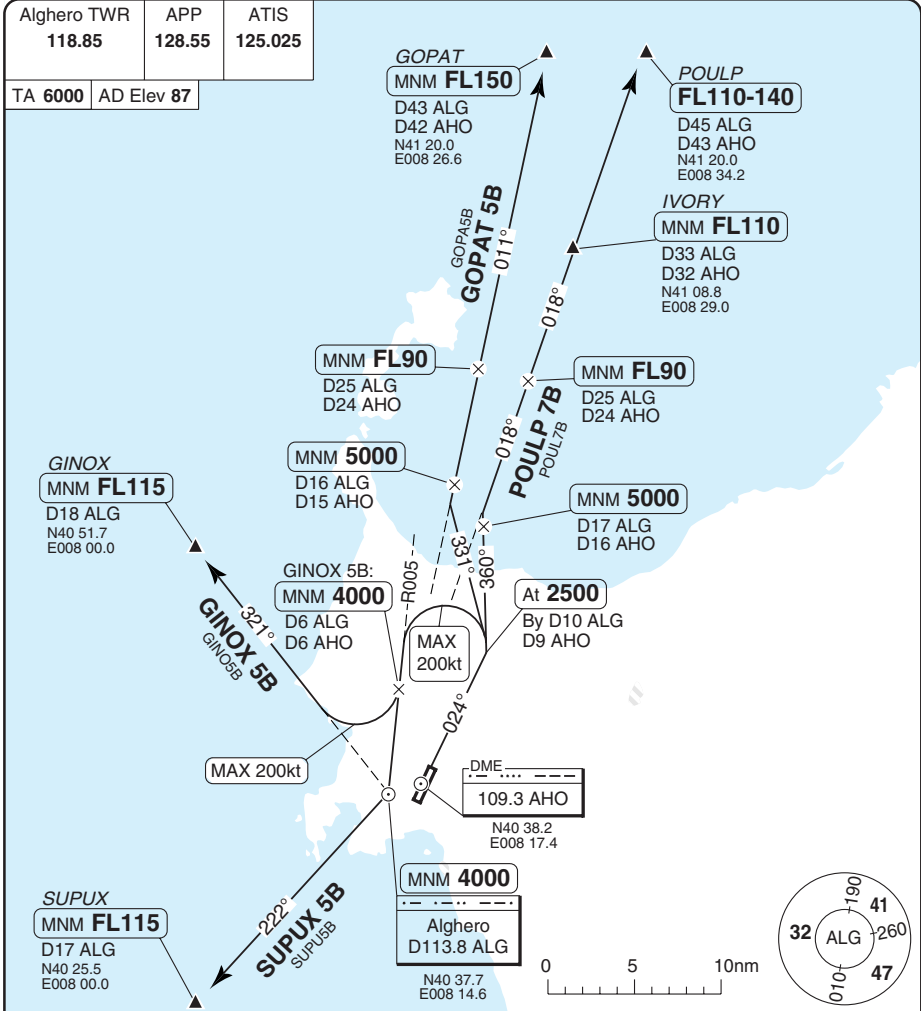 Alghero TWR
118.85
APP
128.55
ATIS
125.025
TA 6000
AD Elev 87
GOPAT
MNM FL150
D43 ALG
D42 AHO
N41 20.0
E008 26.6
POULP
FL110-140
D45 ALG
D43 AHO
N41 20.0
E008 34.2
IVORY
MNM FL110
D33 ALG
D32 AHO
N41 08.8
E008 29.0
GOPAT 5B
GOPA5B
011°
018°
MNM FL90
D25 ALG
D24 AHO
MNM FL90
D25 ALG
D24 AHO
018°
POULP 7B
POUL7B
MNM 5000
D16 ALG
D15 AHO
MNM 5000
D17 ALG
D16 AHO
GINOX
MNM FL115
D18 ALG
N40 51.7
E008 00.0
331°
360°
R005
GINOX 5B:
MNM 4000
D6 ALG
D6 AHO
At 2500
By D10 ALG
D9 AHO
MAX
200kt
321°
GINOX 5B
GINO5B
024°
MAX 200kt
DME
109.3 AHO
N40 38.2
E008 17.4
MNM 4000
Alghero
D113.8 ALG
N40 37.7
E008 14.6
222°
SUPUX 5B
SUPU5B
SUPUX
MNM FL115
D17 ALG
N40 25.5
E008 00.0
0 5 10nm
190
41
32
ALG
260
47
010